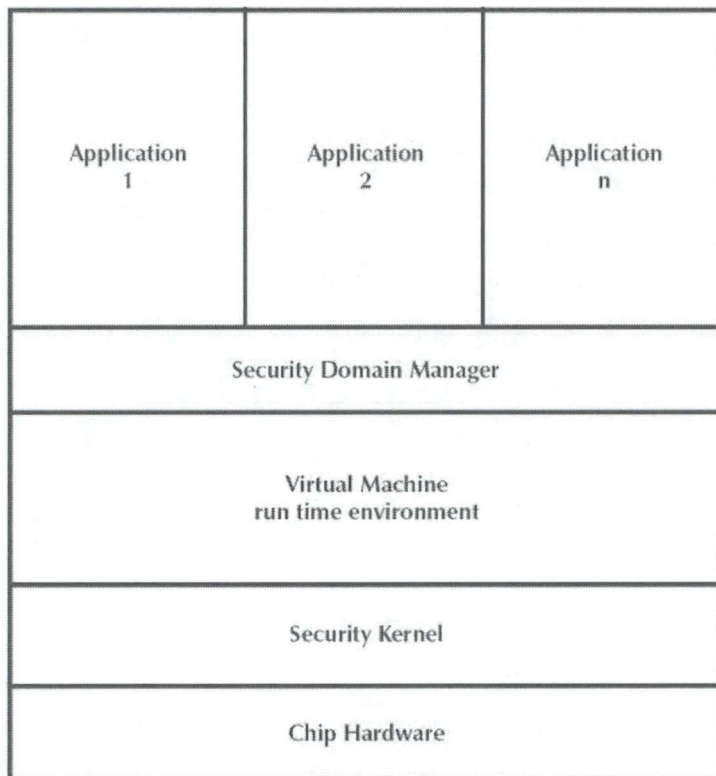 Application
1
Application
2
Application
n
Security Domain Manager
Virtual Machine
run time environment
Security Kernel
Chip Hardware